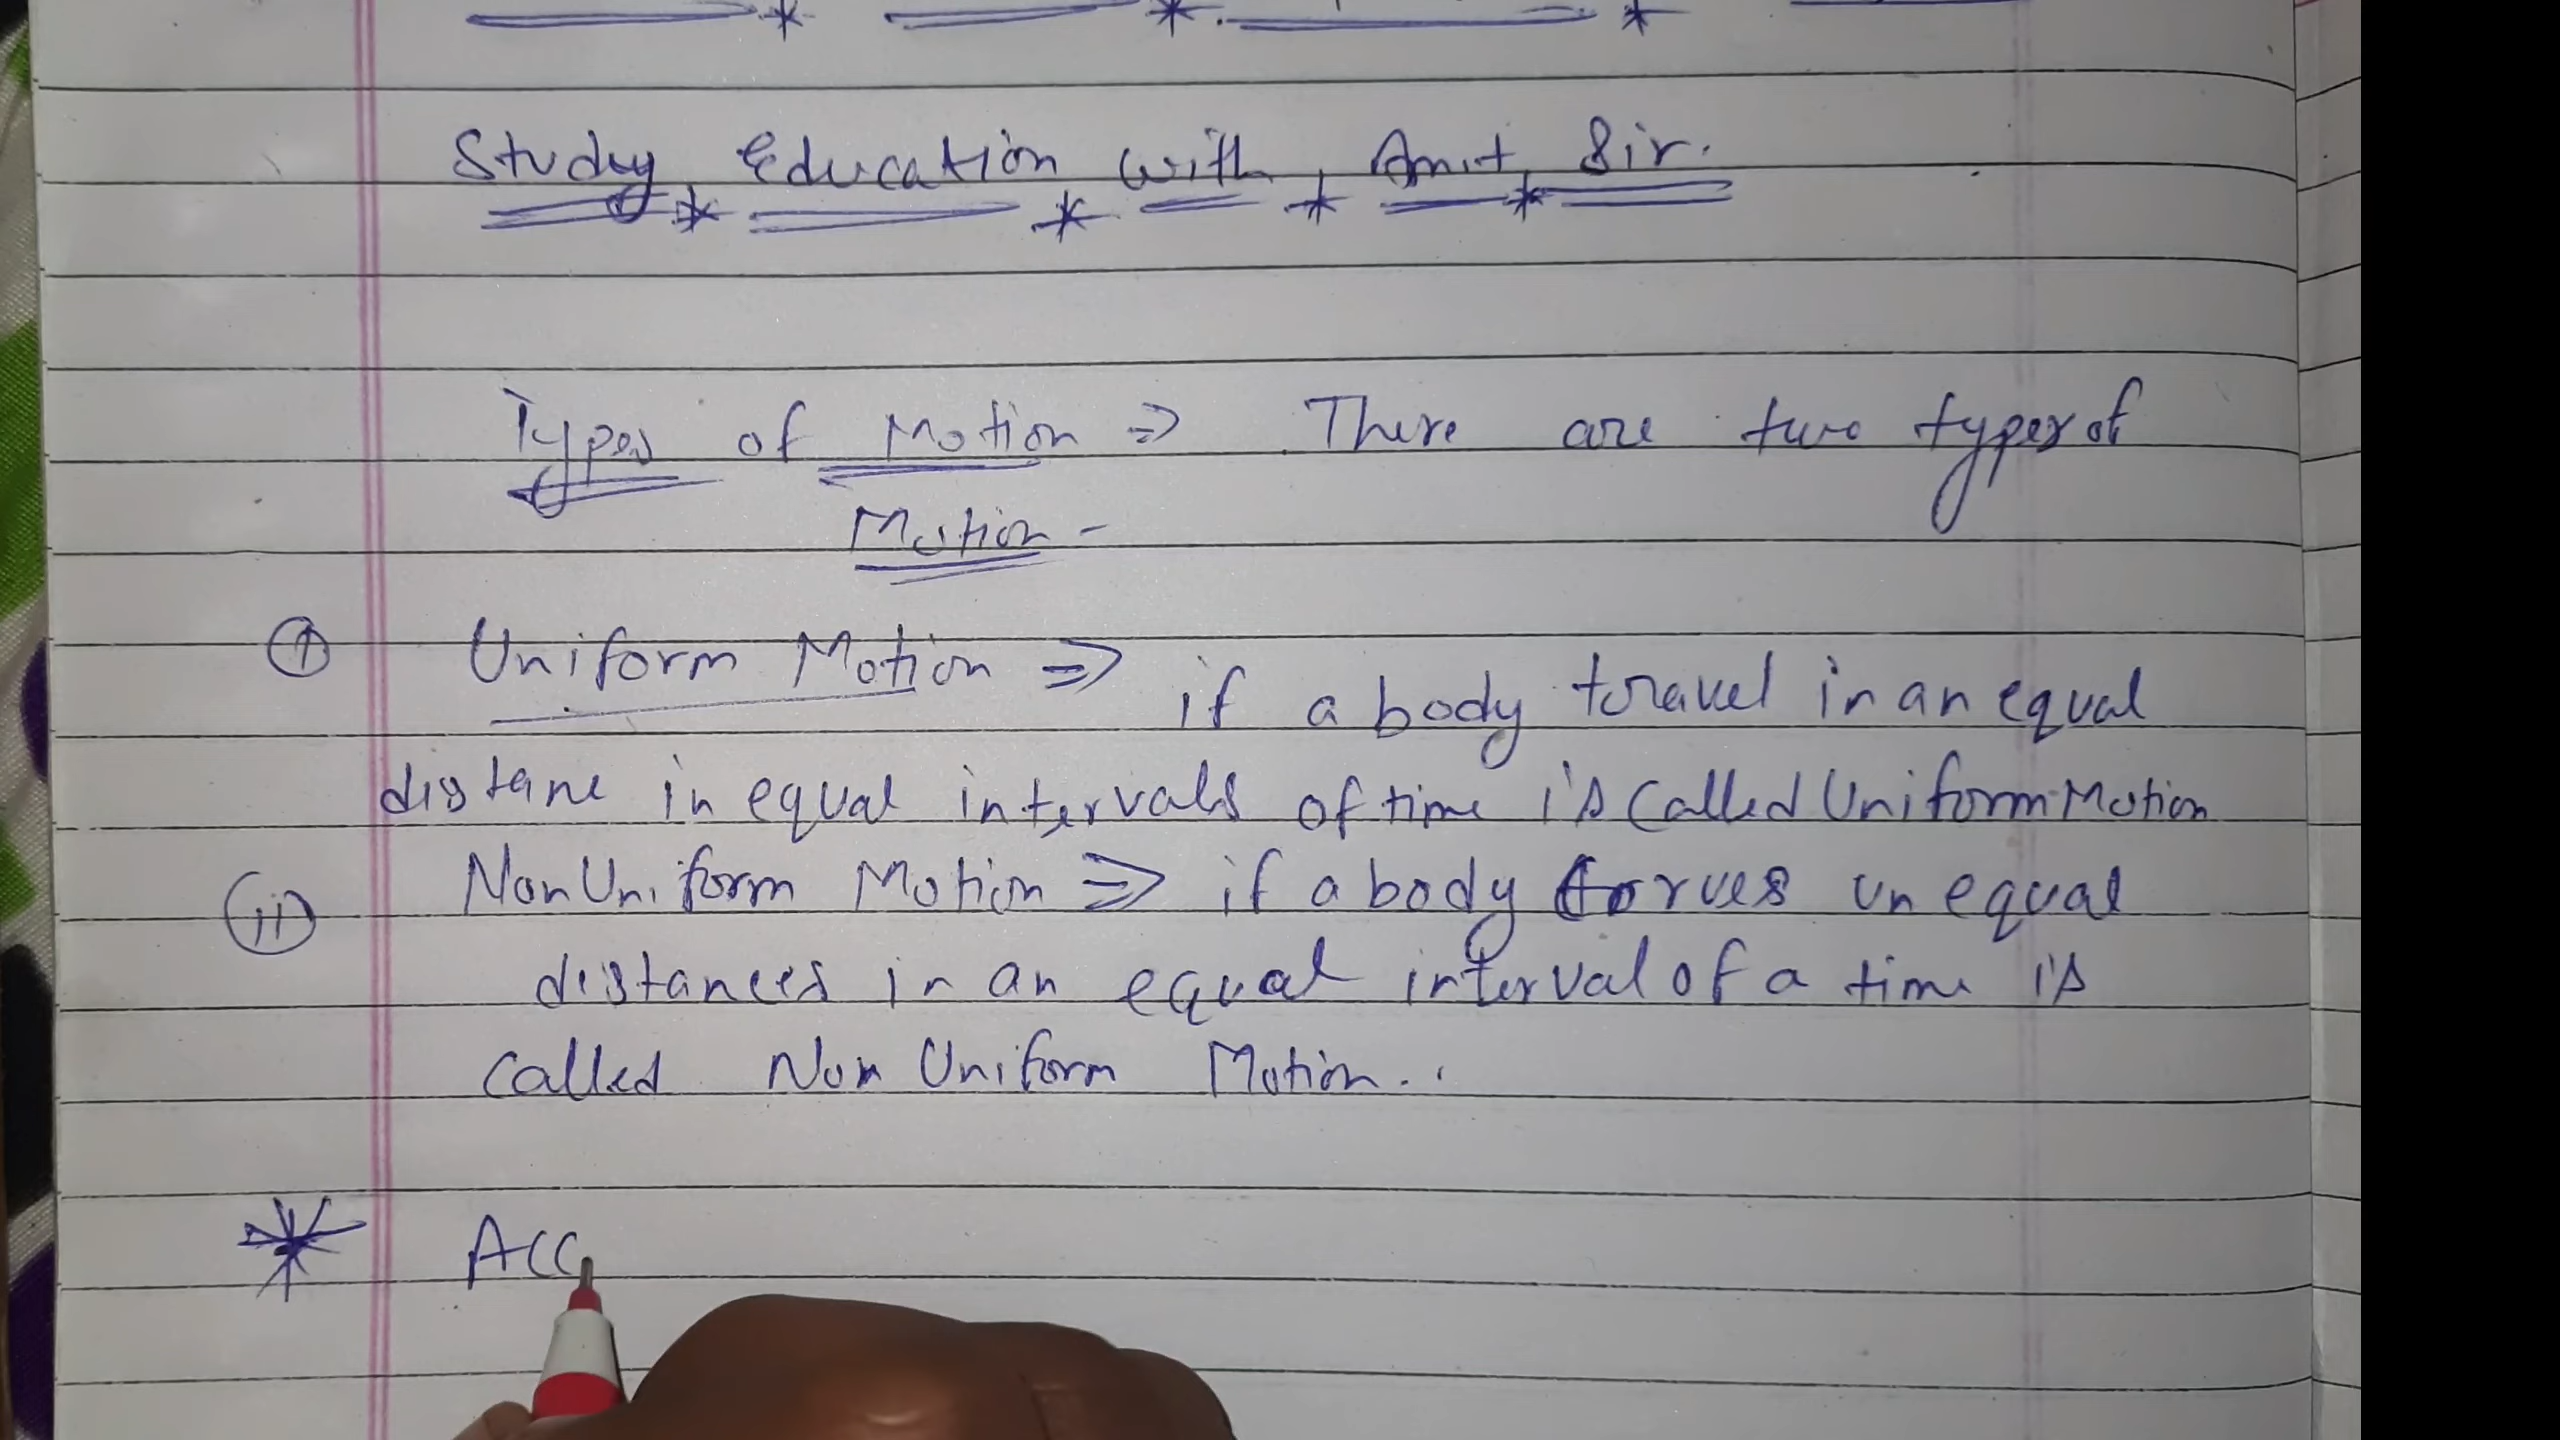 Study Education with Amit Sir.
Types of Motion ⇒ There are two types of
Motion -
(i) Uniform Motion ⇒ if a body travel in an equal
distane in equal intervals of time is called Uniform Motion
(ii) Non Uniform Motion ⇒ if a body un equal
distances in an equal interval of a time is
called Non Uniform Motion..
* Acc